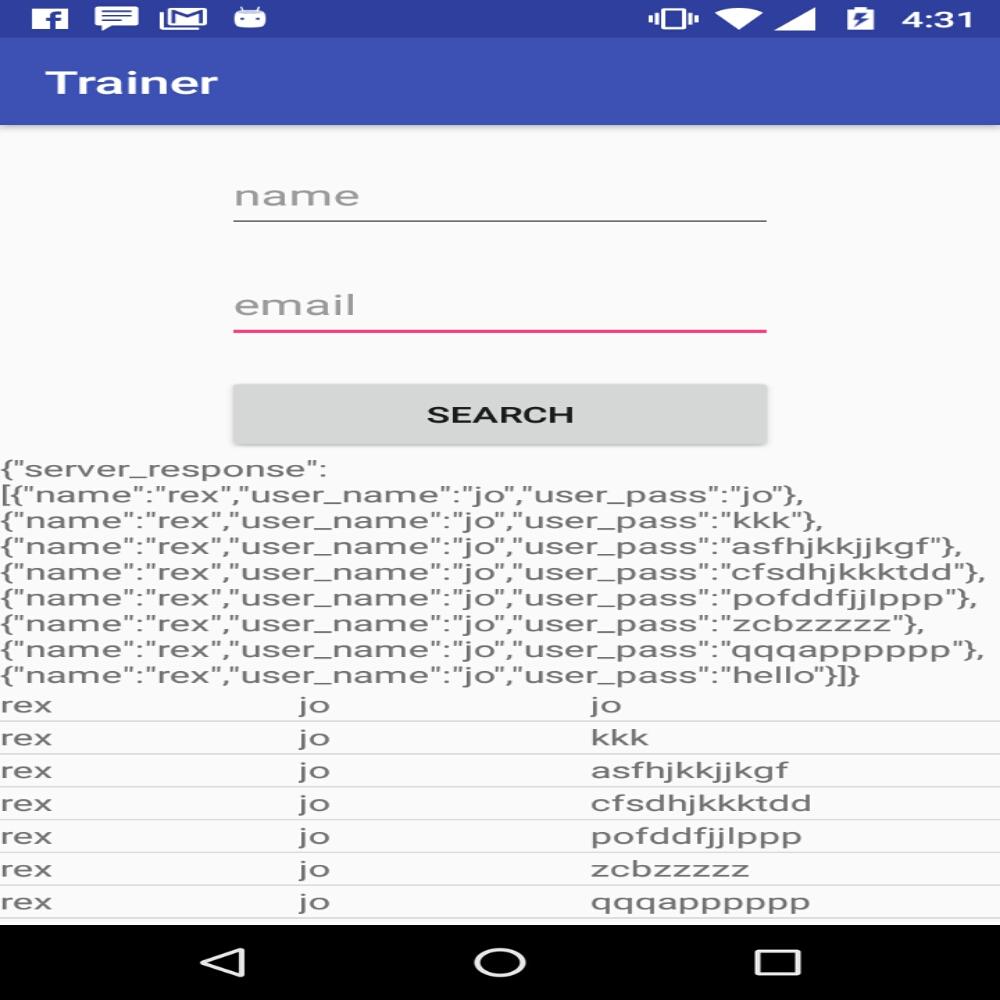 4:31
Trainer
name
email
SEARCH
{"server_response":
[{"name":"rex","user_name":"jo","user_pass":"jo"},
{"name":"rex","user_name":"jo","user_pass":"kkk"},
{"name":"rex","user_name":"jo","user_pass":"asfhjkkjjkgf"},
{"name":"rex","user_name":"jo","user_pass":"cfsdhjkkktdd"},
{"name":"rex","user_name":"jo","user_pass":"pofddfjjlppp"},
{"name":"rex","user_name":"jo","user_pass":"zcbzzzzz"},
{"name":"rex","user_name":"jo","user_pass":"qqqapppppp"},
{"name":"rex","user_name":"jo","user_pass":"hello"}]}
rex jo jo
rex jo kkk
rex jo asfhjkkjjkgf
rex jo cfsdhjkkktdd
rex jo pofddfjjlppp
rex jo zcbzzzzz
rex jo qqqapppppp